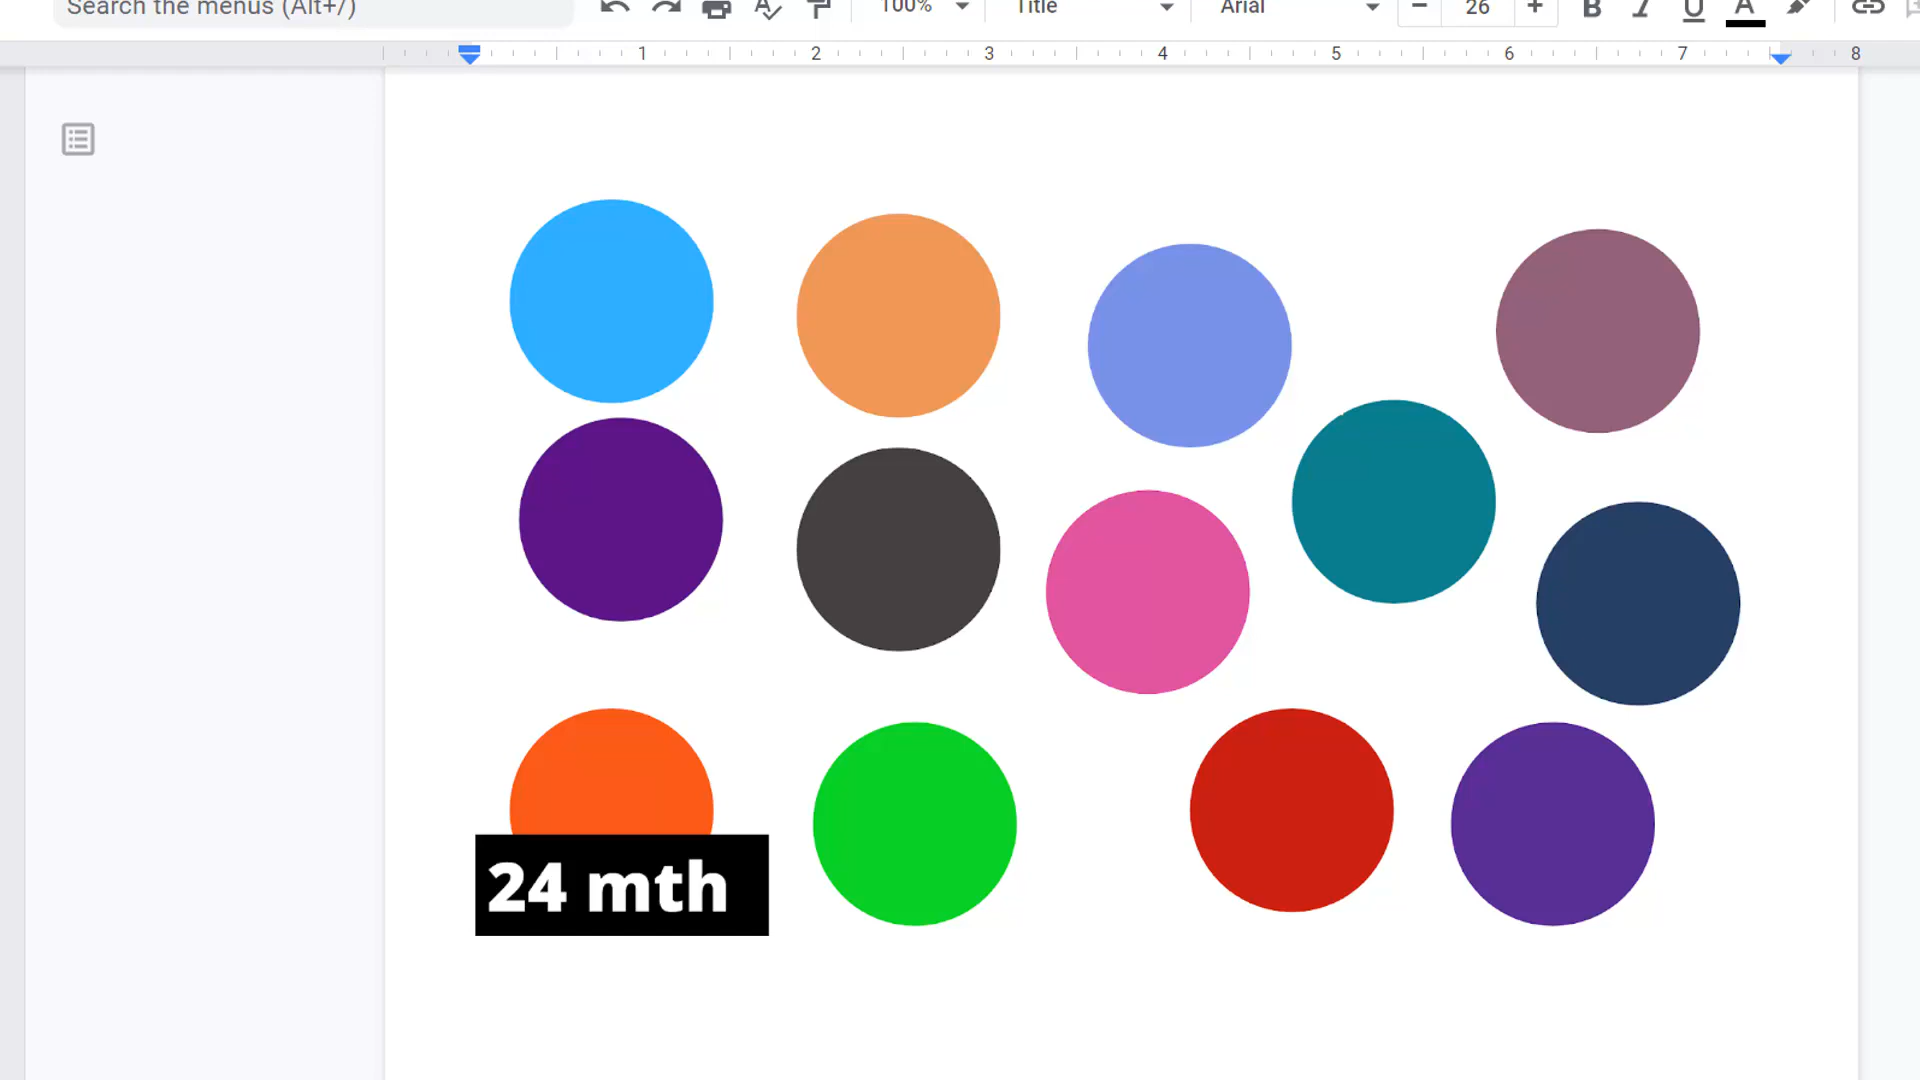 Search the menus (Alt+/) 100% Title Arial 26 B I U A
1 2 3 4 5 6 7 8
24 mth